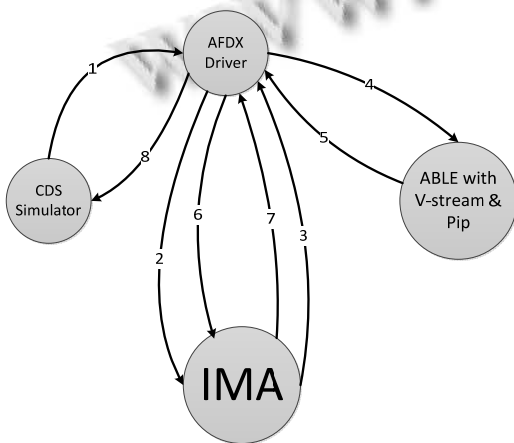 AFDX
Driver
1
4
5
8
CDS
Simulator
ABLE with
V-stream &
Pip
6
7
2
3
IMA